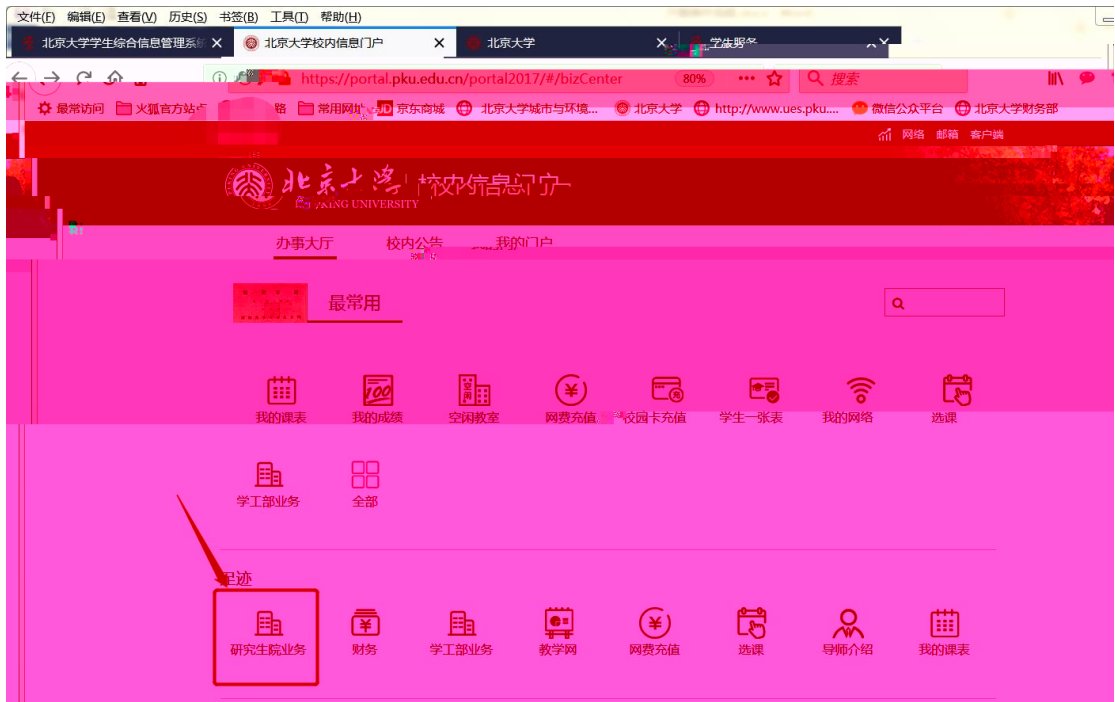 文件(F) 编辑(E) 查看(V) 历史(S) 书签(B) 工具(T) 帮助(H)
北京大学学生综合信息管理系统 北京大学校内信息门户 北京大学
https://portal.pku.edu.cn/portal2017/#/bizCenter 80% 搜索
最常访问 火狐官方站点 常用网址 JD 京东商城 北京大学城市与环境... 北京大学 http://www.ues.pku.... 微信公众平台 北京大学财务部
网络 邮箱 客户端
北京大学 校内信息门户
UNIVERSITY
办事大厅 校内公告 我的门户
最常用
我的课表 我的成绩 空闲教室 网费充值 校园卡充值 学生一张表 我的网络 选课
学工部业务 全部
足迹
研究生院业务 财务 学工部业务 教学网 网费充值 选课 导师介绍 我的课表